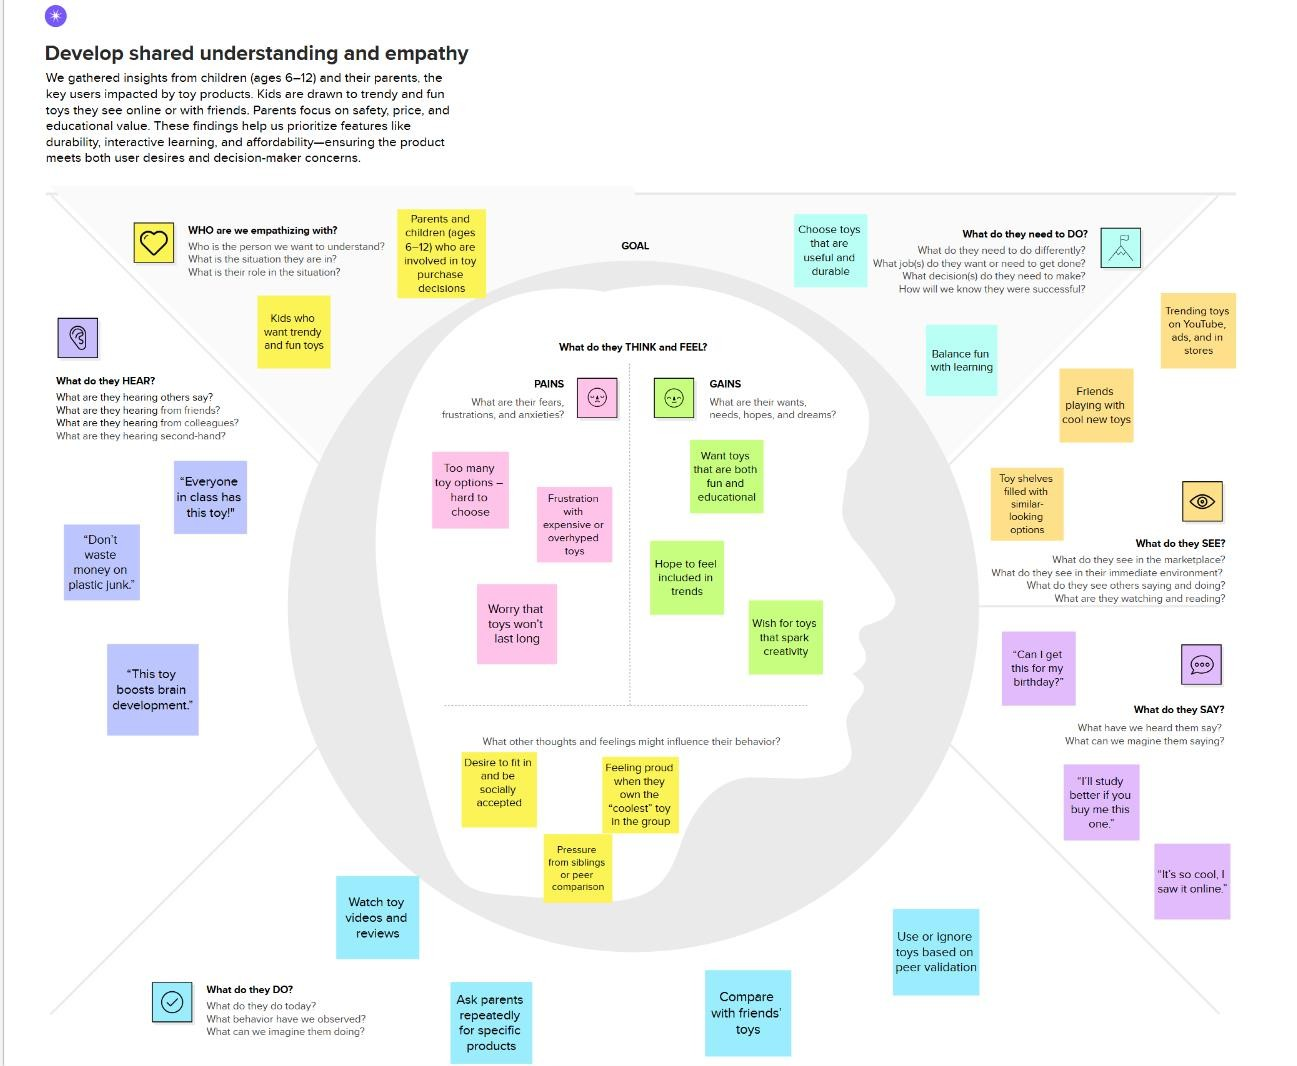 Develop shared understanding and empathy
We gathered insights from children (ages 6–12) and their parents, the
key users impacted by toy products. Kids are drawn to trendy and fun
toys they see online or with friends. Parents focus on safety, price, and
educational value. These findings help us prioritize features like
durability, interactive learning, and affordability—ensuring the product
meets both user desires and decision-maker concerns.
WHO are we empathizing with?
Who is the person we want to understand?
What is the situation they are in?
What is their role in the situation?
Parents and
children (ages
6–12) who are
involved in toy
purchase
decisions
Kids who
want trendy
and fun toys
GOAL
Choose toys
that are
useful and
durable
What do they need to DO?
What do they need to do differently?
What job(s) do they want or need to get done?
What decision(s) do they need to make?
How will we know they were successful?
Balance fun
with learning
Trending toys
on YouTube,
ads, and in
stores
Friends
playing with
cool new toys
Toy shelves
filled with
similar-
looking
options
What do they SEE?
What do they see in the marketplace?
What do they see in their immediate environment?
What do they see others saying and doing?
What are they watching and reading?
What do they HEAR?
What are they hearing others say?
What are they hearing from friends?
What are they hearing from colleagues?
What are they hearing second-hand?
“Everyone
in class has
this toy!"
“Don’t
waste
money on
plastic junk.”
“This toy
boosts brain
development.”
What do they THINK and FEEL?
PAINS
What are their fears,
frustrations, and anxieties?
Too many
toy options –
hard to
choose
Frustration
with
expensive or
overhyped
toys
Worry that
toys won’t
last long
GAINS
What are their wants,
needs, hopes, and dreams?
Want toys
that are both
fun and
educational
Hope to feel
included in
trends
Wish for toys
that spark
creativity
What other thoughts and feelings might influence their behavior?
Desire to fit in
and be
socially
accepted
Feeling proud
when they
own the
“coolest” toy
in the group
Pressure
from siblings
or peer
comparison
“Can I get
this for my
birthday?”
What do they SAY?
What have we heard them say?
What can we magine them saying?
“I’ll study
better if you
buy me this
one.”
“It’s so cool, I
saw it online.”
What do they DO?
What do they do today?
What behavior have we observed?
What can we imagine them doing?
Watch toy
videos and
reviews
Ask parents
repeatedly
for specific
products
Compare
with friends’
toys
Use or ignore
toys based on
peer validation